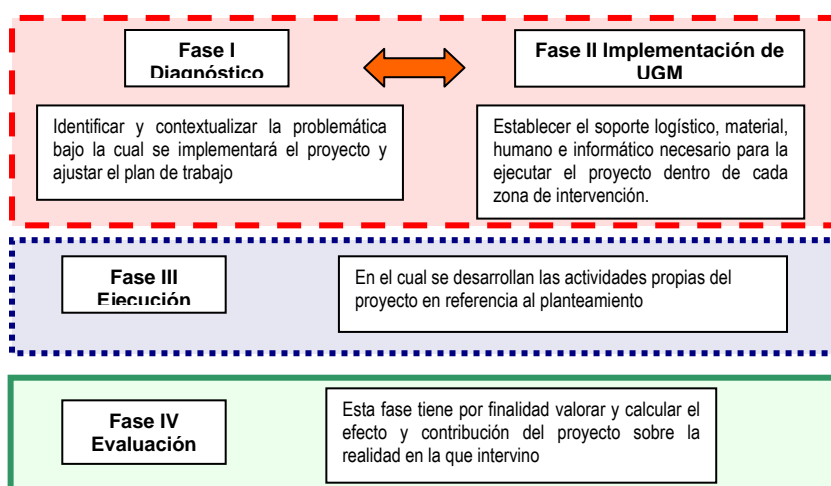 Fase I
Diagnóstico
Fase II Implementación de
UGM
Identificar y contextualizar la problemática
bajo la cual se implementará el proyecto y
ajustar el plan de trabajo
Establecer el soporte logístico, material,
humano e informático necesario para la
ejecutar el proyecto dentro de cada
zona de intervención.
Fase III
Ejecución
En el cual se desarrollan las actividades propias del
proyecto en referencia al planteamiento
Fase IV
Evaluación
Esta fase tiene por finalidad valorar y calcular el
efecto y contribución del proyecto sobre la
realidad en la que intervino